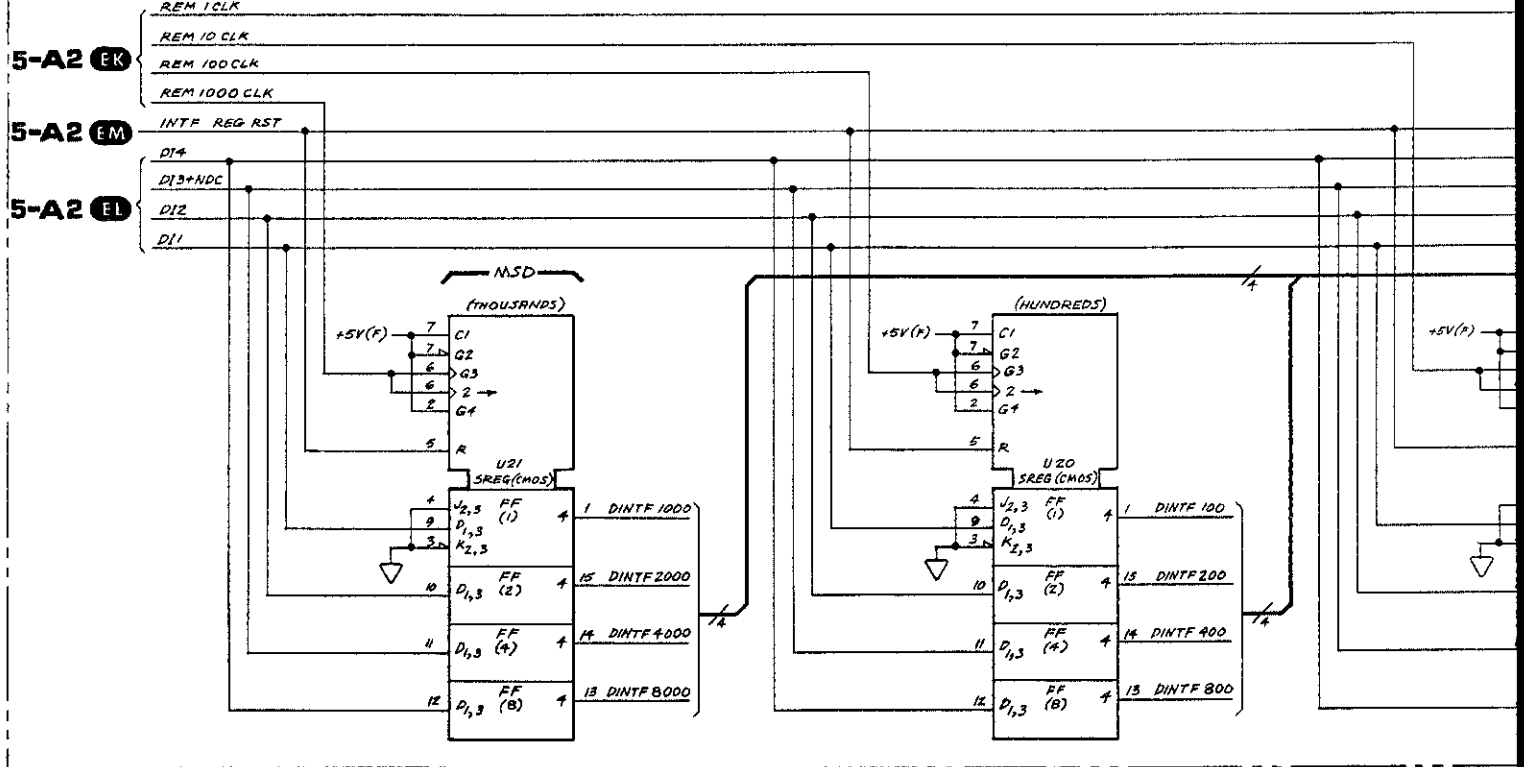 REM 1 CLK
REM 10 CLK
5-A2 EK
REM 100 CLK
REM 1000 CLK
5-A2 EM
INTF REG RST
DI4
DI3+NDC
5-A2 EL
DI2
DI1
MSD
(THOUSANDS)
+5V(F)
7 C1
7 G2
6 G3
6 2 →
2 G4
5 R
U21
SREG(CMOS)
4 J2,3 FF
(1) 4 1 DINTF 1000
9 D1,3
3 K2,3
10 D1,3 FF
(2) 4 15 DINTF 2000
11 D1,3 FF
(4) 4 14 DINTF 4000
12 D1,3 FF
(8) 4 13 DINTF 8000
4
4
(HUNDREDS)
+5V(F)
7 C1
7 G2
6 G3
6 2 →
2 G4
5 R
U20
SREG(CMOS)
4 J2,3 FF
(1) 4 1 DINTF 100
9 D1,3
3 K2,3
10 D1,3 FF
(2) 4 15 DINTF 200
11 D1,3 FF
(4) 4 14 DINTF 400
12 D1,3 FF
(8) 4 13 DINTF 800
4
+5V(F)